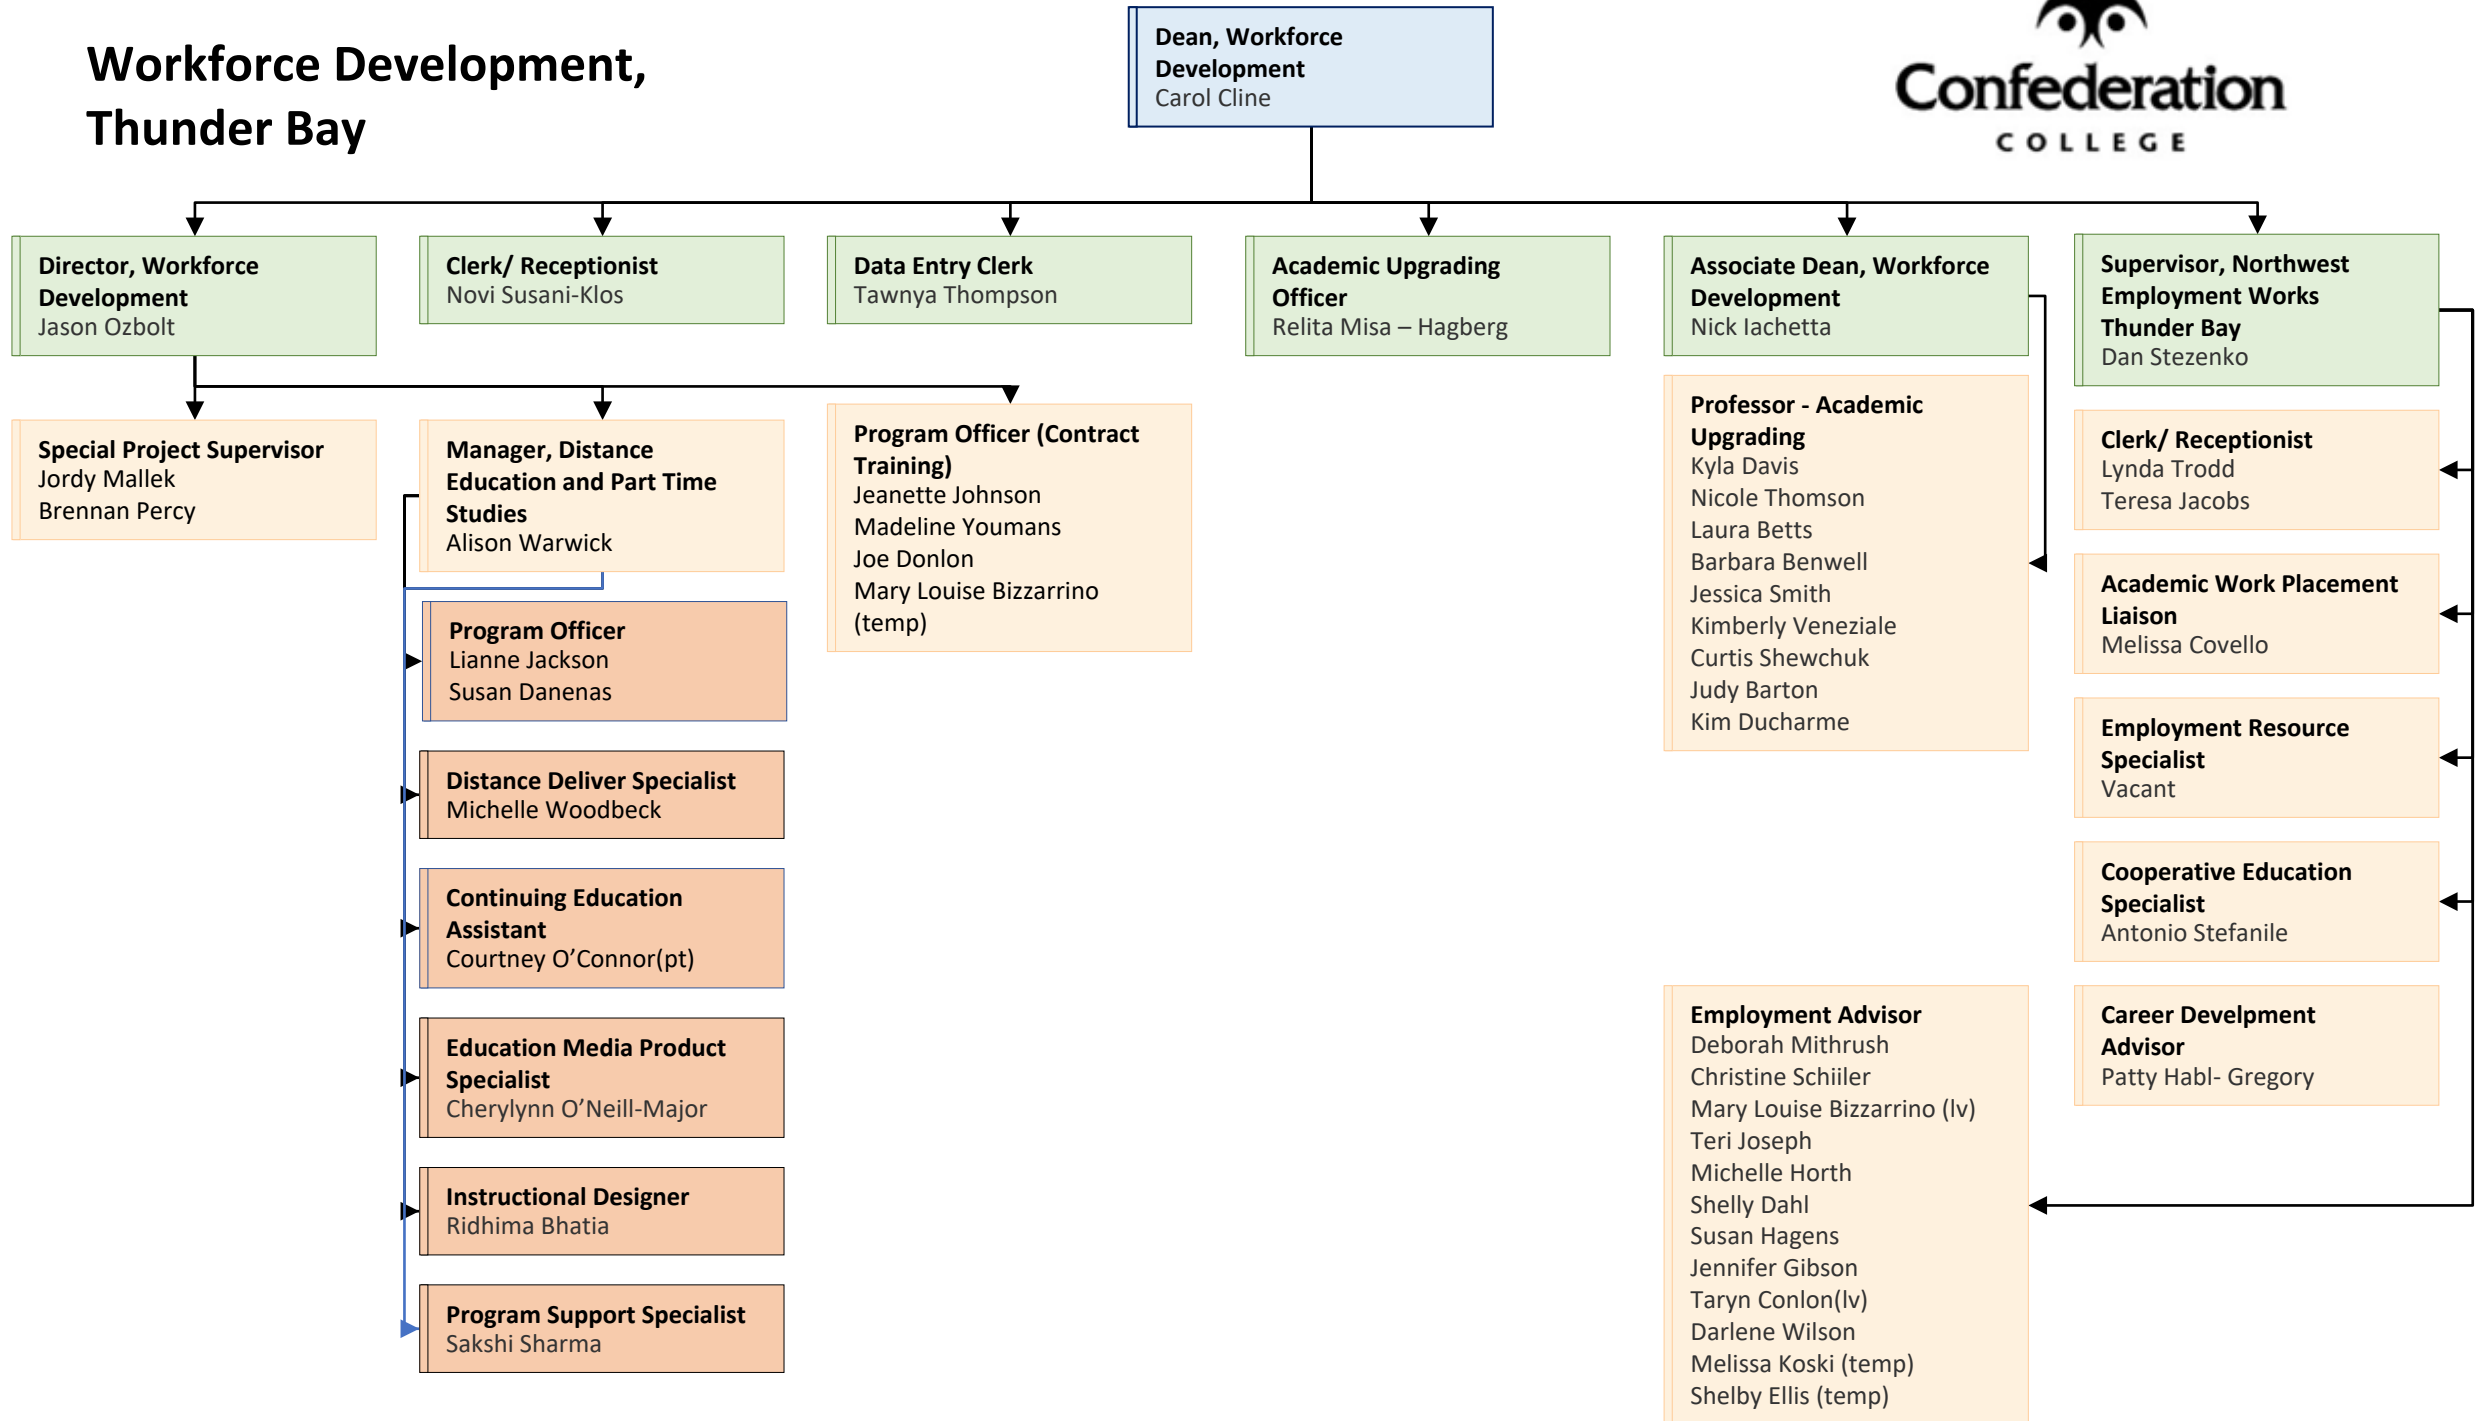 Workforce Development,
Thunder Bay
Dean, Workforce
Development
Carol Cline
Confederation
COLLEGE
Director, Workforce
Development
Jason Ozbolt
Clerk/ Receptionist
Novi Susani-Klos
Data Entry Clerk
Tawnya Thompson
Academic Upgrading
Officer
Relita Misa – Hagberg
Associate Dean, Workforce
Development
Nick Iachetta
Supervisor, Northwest
Employment Works
Thunder Bay
Dan Stezenko
Special Project Supervisor
Jordy Mallek
Brennan Percy
Manager, Distance
Education and Part Time
Studies
Alison Warwick
Program Officer (Contract
Training)
Jeanette Johnson
Madeline Youmans
Joe Donlon
Mary Louise Bizzarrino
(temp)
Program Officer
Lianne Jackson
Susan Danenas
Distance Deliver Specialist
Michelle Woodbeck
Continuing Education
Assistant
Courtney O’Connor(pt)
Education Media Product
Specialist
Cherylynn O’Neill-Major
Instructional Designer
Ridhima Bhatia
Program Support Specialist
Sakshi Sharma
Professor - Academic
Upgrading
Kyla Davis
Nicole Thomson
Laura Betts
Barbara Benwell
Jessica Smith
Kimberly Veneziale
Curtis Shewchuk
Judy Barton
Kim Ducharme
Clerk/ Receptionist
Lynda Trodd
Teresa Jacobs
Academic Work Placement
Liaison
Melissa Covello
Employment Resource
Specialist
Vacant
Cooperative Education
Specialist
Antonio Stefanile
Career Develpment
Advisor
Patty Habl- Gregory
Employment Advisor
Deborah Mithrush
Christine Schiiler
Mary Louise Bizzarrino (lv)
Teri Joseph
Michelle Horth
Shelly Dahl
Susan Hagens
Jennifer Gibson
Taryn Conlon(lv)
Darlene Wilson
Melissa Koski (temp)
Shelby Ellis (temp)